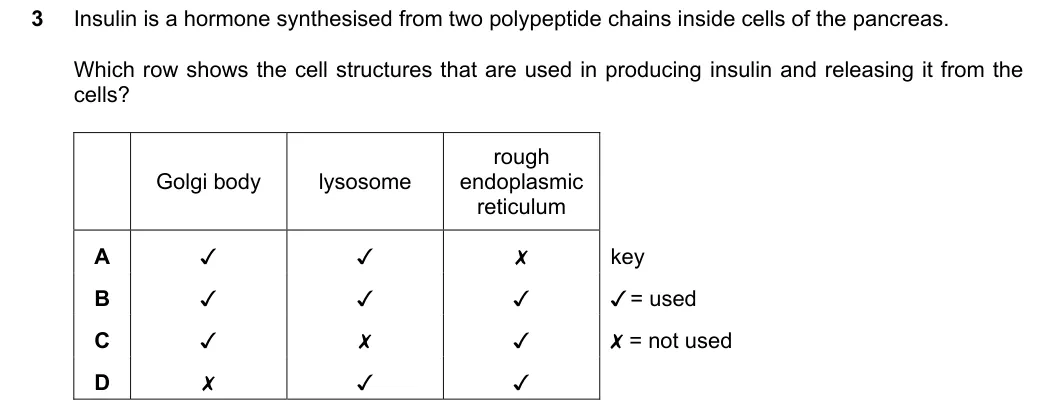 3 Insulin is a hormone synthesised from two polypeptide chains inside cells of the pancreas.
Which row shows the cell structures that are used in producing insulin and releasing it from the
cells?
Golgi body lysosome rough
endoplasmic
reticulum
A ✓ ✓ ✗ key
B ✓ ✓ ✓ ✓ = used
C ✓ ✗ ✓ ✗ = not used
D ✗ ✓ ✓